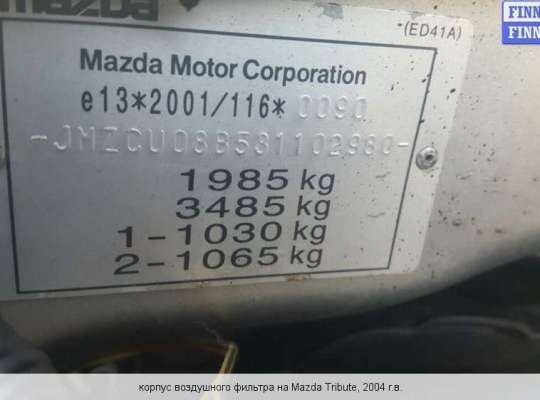 mazda
-(ED41A)
FINN
FINN
Mazda Motor Corporation
e13*2001/116* 0090
1985 kg
3485 kg
1-1030 kg
2-1065 kg
корпус воздушного фильтра на Mazda Tribute, 2004 г.в.